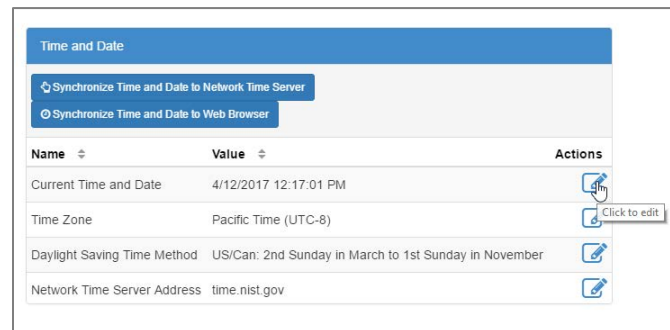 Time and Date
Synchronize Time and Date to Network Time Server
Synchronize Time and Date to Web Browser
Name Value Actions
Current Time and Date 4/12/2017 12:17:01 PM
Click to edit
Time Zone Pacific Time (UTC-8)
Daylight Saving Time Method US/Can: 2nd Sunday in March to 1st Sunday in November
Network Time Server Address time.nist.gov